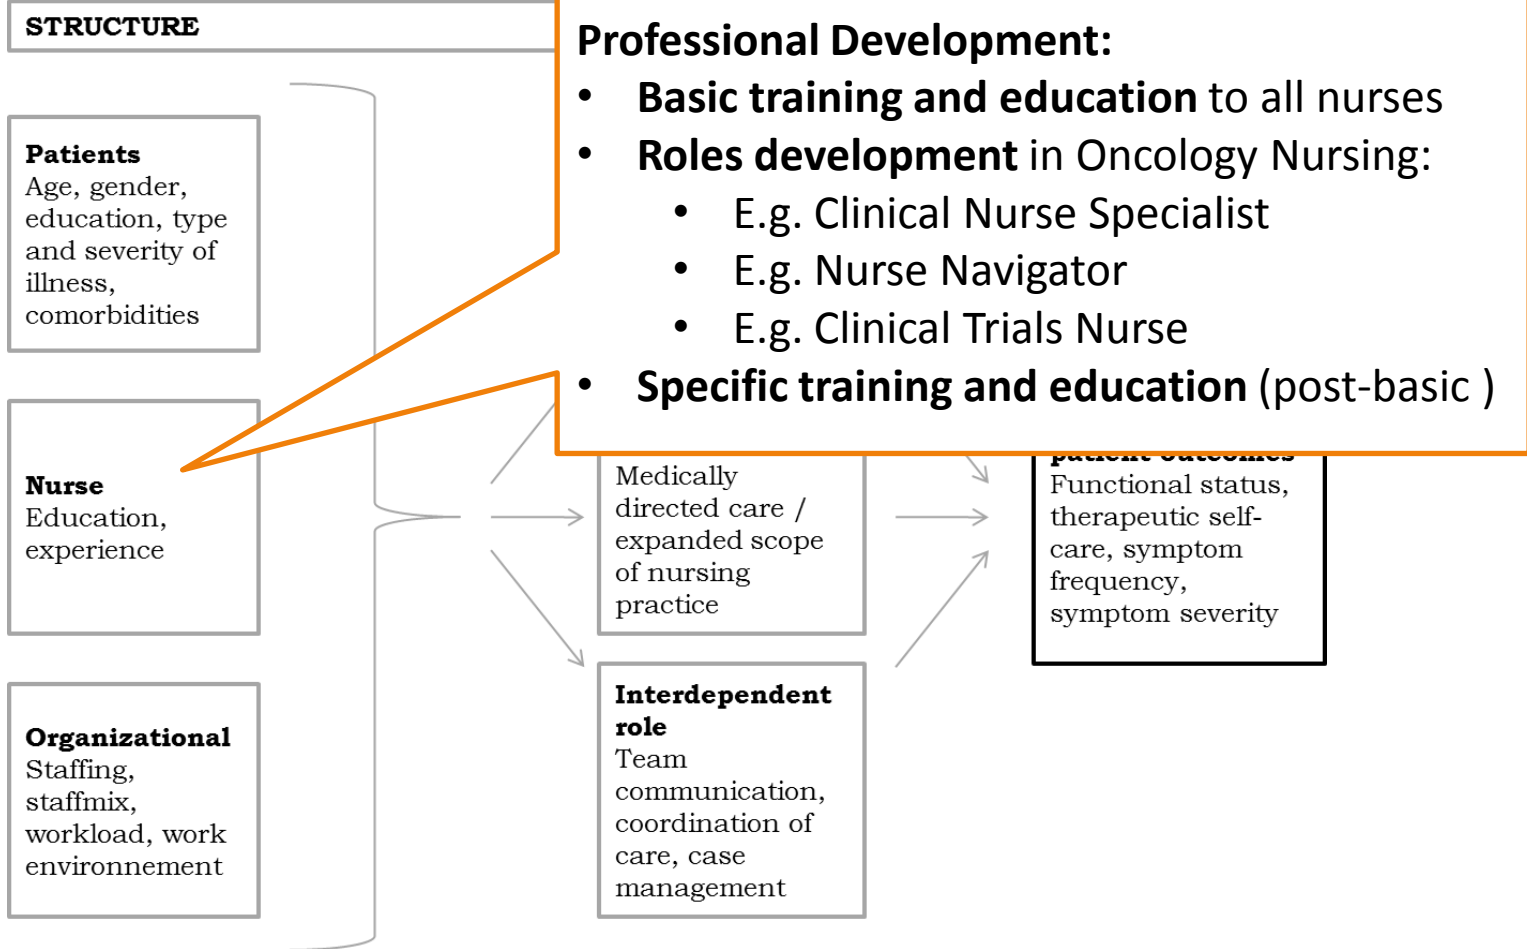 STRUCTURE
Professional Development:
• Basic training and education to all nurses
• Roles development in Oncology Nursing:
• E.g. Clinical Nurse Specialist
• E.g. Nurse Navigator
• E.g. Clinical Trials Nurse
• Specific training and education (post-basic )
Patients
Age, gender,
education, type
and severity of
illness,
comorbidities
Nurse
Education,
experience
Organizational
Staffing,
staffmix,
workload, work
environnement
Medically
directed care /
expanded scope
of nursing
practice
Interdependent
role
Team
communication,
coordination of
care, case
management
patient outcomes
Functional status,
therapeutic self-
care, symptom
frequency,
symptom severity